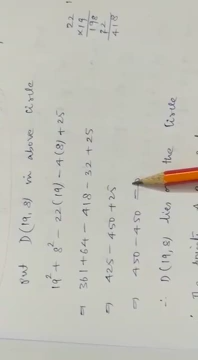 22
×19
198
22
418
Put D(19,8) in above circle
19² + 8² - 22(19) - 4(8) + 25
⇒ 361 + 64 - 418 - 32 + 25
⇒ 425 - 450 + 25
⇒ 450 - 450 =
∴ D(19,8) lies the circle